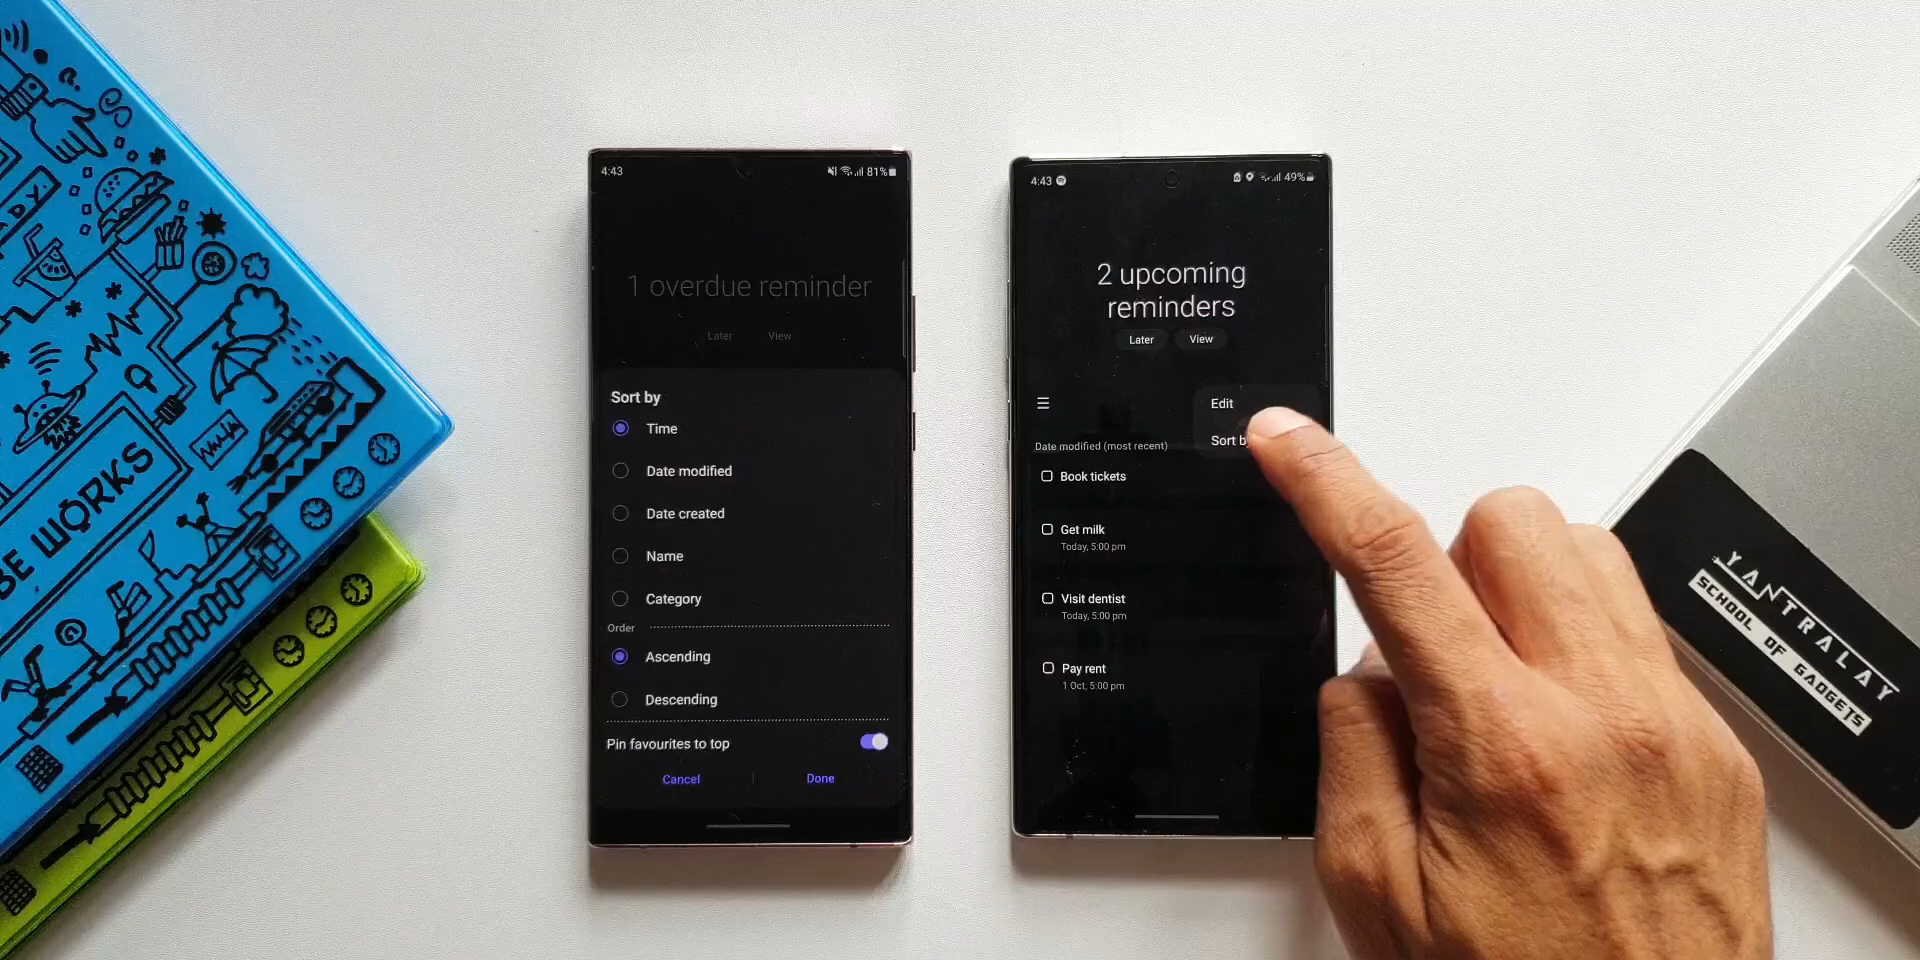 ADY
BE WORKS
4:43
81%
1 overdue reminder
Later
View
Sort by
Time
Date modified
Date created
Name
Category
Order
Ascending
Descending
Pin favourites to top
Cancel
Done
4:43
49%
2 upcoming
reminders
Later
View
Edit
Sort b
Date modified (most recent)
Book tickets
Get milk
Today, 5:00 pm
Visit dentist
Today, 5:00 pm
Pay rent
1 Oct, 5:00 pm
YANTRALAY
SCHOOL OF GADGETS